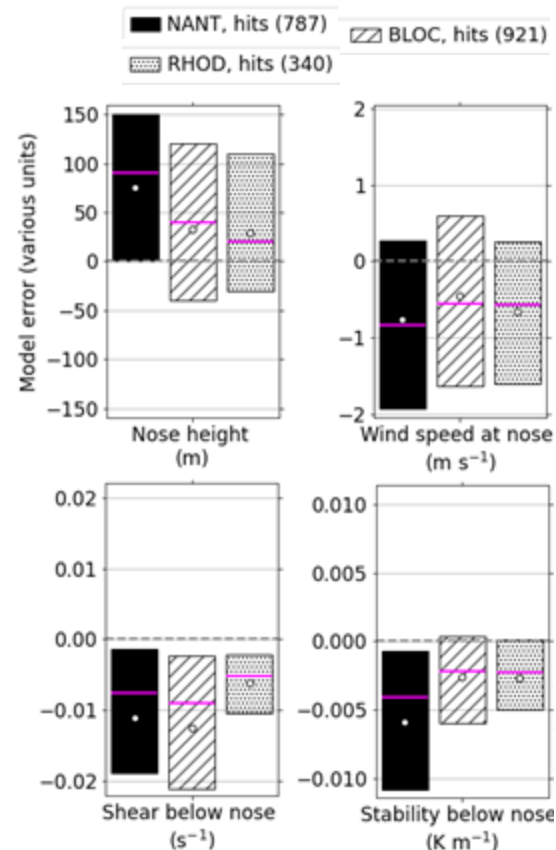 NANT, hits (787)
BLOC, hits (921)
RHOD, hits (340)
Model error (various units)
150
100
50
0
−50
−100
−150
Nose height
(m)
2
1
0
−1
−2
Wind speed at nose
(m s⁻¹)
0.02
0.01
0.00
−0.01
−0.02
Shear below nose
(s⁻¹)
0.010
0.005
0.000
−0.005
−0.010
Stability below nose
(K m⁻¹)